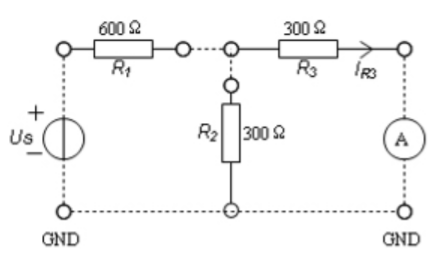 600 Ω
300 Ω
R1
R3
iR3
+
Us
−
R2
300 Ω
A
GND
GND